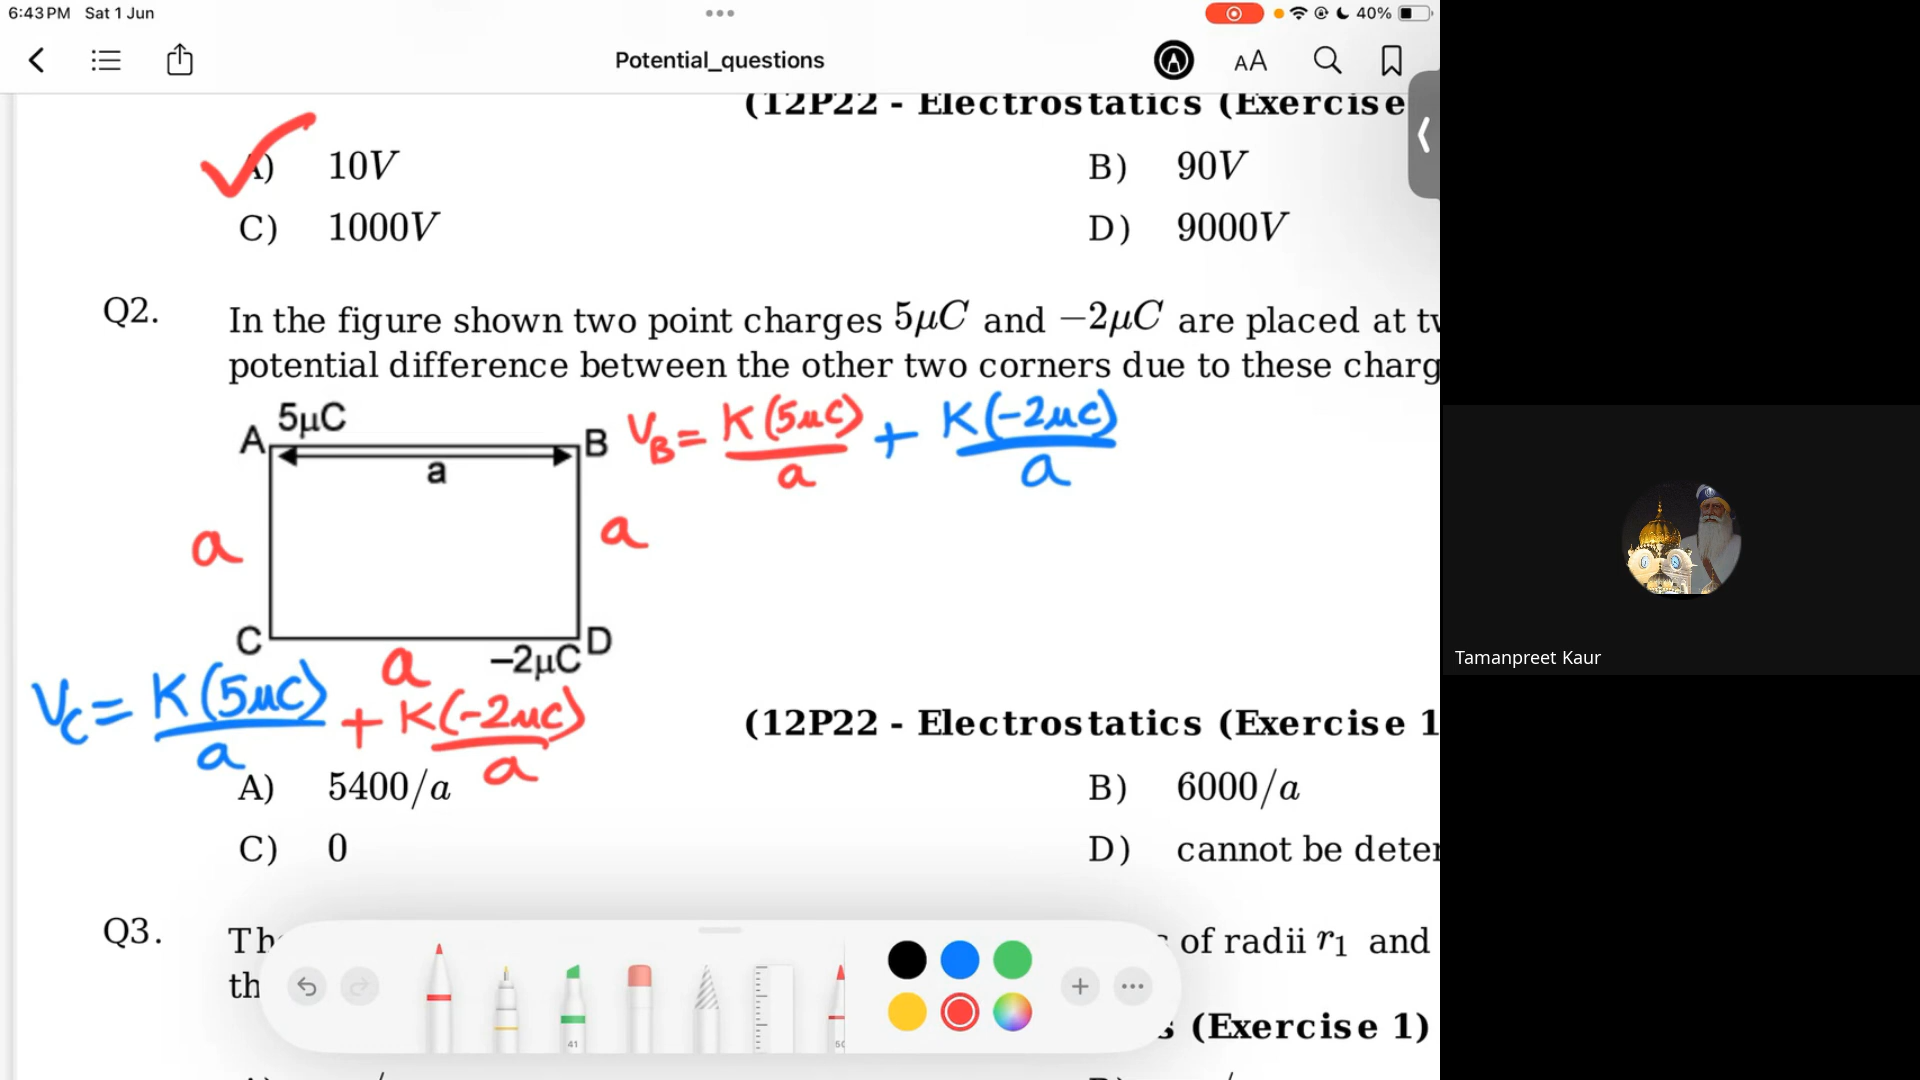 6:43 PM Sat 1 Jun
40%
Potential_questions
AA
(12P22 - Electrostatics (Exercise
A) 10V B) 90V
C) 1000V D) 9000V
Q2. In the figure shown two point charges 5μC and −2μC are placed at tw
potential difference between the other two corners due to these charg
5μC
A B
a
V_B = K(5μC)/a + K(-2μC)/a
a a
C D
−2μC
a
V_C = K(5μC)/a + K(-2μC)/a
(12P22 - Electrostatics (Exercise 1
A) 5400/a B) 6000/a
C) 0 D) cannot be deter
Q3. Th of radii r₁ and
th
(Exercise 1)
41
Tamanpreet Kaur